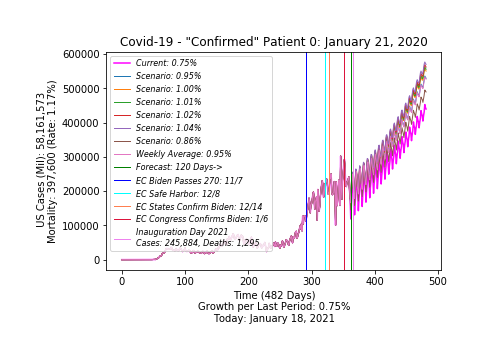 Covid-19 - "Confirmed" Patient 0: January 21, 2020
US Cases (Mil): 58,161,573
Mortality: 397,600 (Rate: 1.17%)
600000
500000
400000
300000
200000
100000
0
Current: 0.75%
Scenario: 0.95%
Scenario: 1.00%
Scenario: 1.01%
Scenario: 1.02%
Scenario: 1.04%
Scenario: 0.86%
Weekly Average: 0.95%
Forecast: 120 Days->
EC Biden Passes 270: 11/7
EC Safe Harbor: 12/8
EC States Confirm Biden: 12/14
EC Congress Confirms Biden: 1/6
Inauguration Day 2021
Cases: 245,884, Deaths: 1,295
0 100 200 300 400 500
Time (482 Days)
Growth per Last Period: 0.75%
Today: January 18, 2021